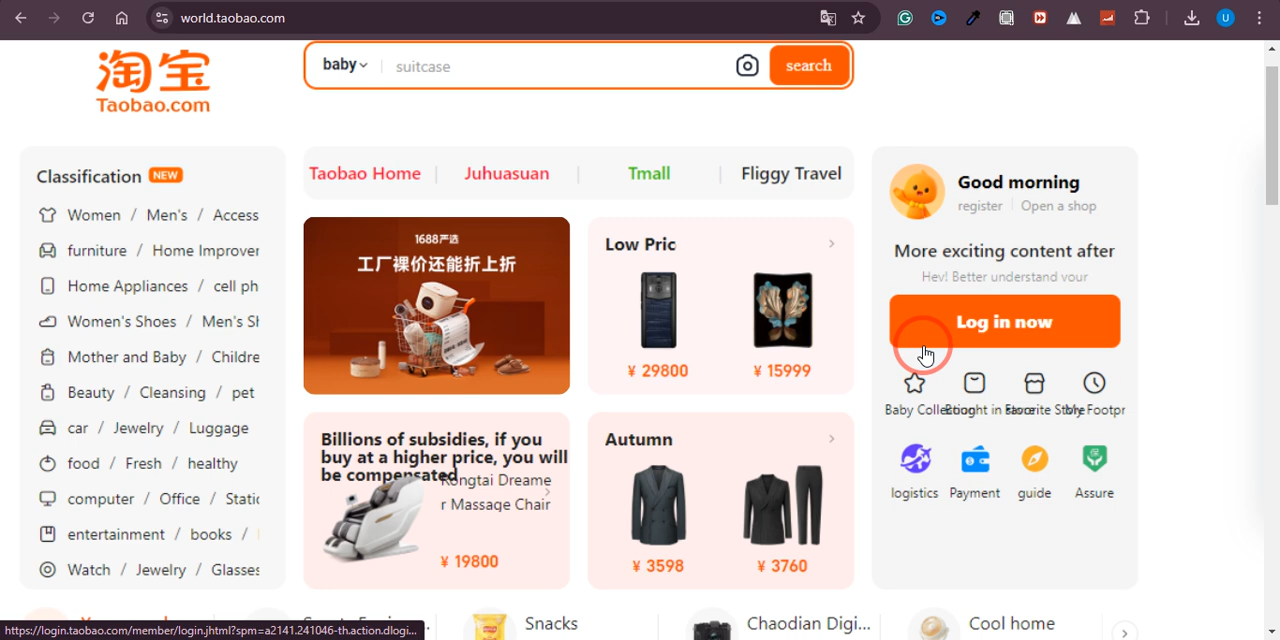 world.taobao.com
U
淘宝
Taobao.com
baby
suitcase
search
Classification NEW
Women / Men's / Access
furniture / Home Improver
Home Appliances / cell ph
Women's Shoes / Men's Sh
Mother and Baby / Childre
Beauty / Cleansing / pet
car / Jewelry / Luggage
food / Fresh / healthy
computer / Office / Static
entertainment / books /
Watch / Jewelry / Glasses
Taobao Home
Juhuasuan
Tmall
Fliggy Travel
1688严选
工厂裸价还能折上折
Low Pric
¥ 29800
¥ 15999
Billions of subsidies, if you
buy at a higher price, you will
be compensated
Rongtai Dreame
r Massage Chair
¥ 19800
Autumn
¥ 3598
¥ 3760
Good morning
register
Open a shop
More exciting content after
Hey! Better understand your
Log in now
Baby Collection
Bought in
Favorite Store
My Footpr
logistics
Payment
guide
Assure
Snacks
Chaodian Digi...
Cool home
https://login.taobao.com/member/login.jhtml?spm=a2141.241046-th.action.dlogi...